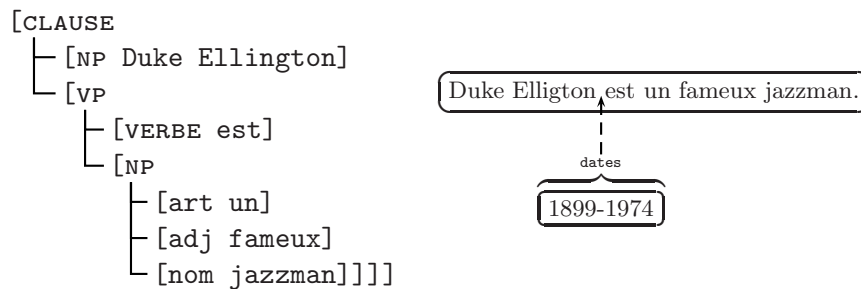 [CLAUSE
[NP Duke Ellington]
[VP
[VERBE est]
[NP
[art un]
[adj fameux]
[nom jazzman]]]]
Duke Elligton est un fameux jazzman.
dates
1899-1974